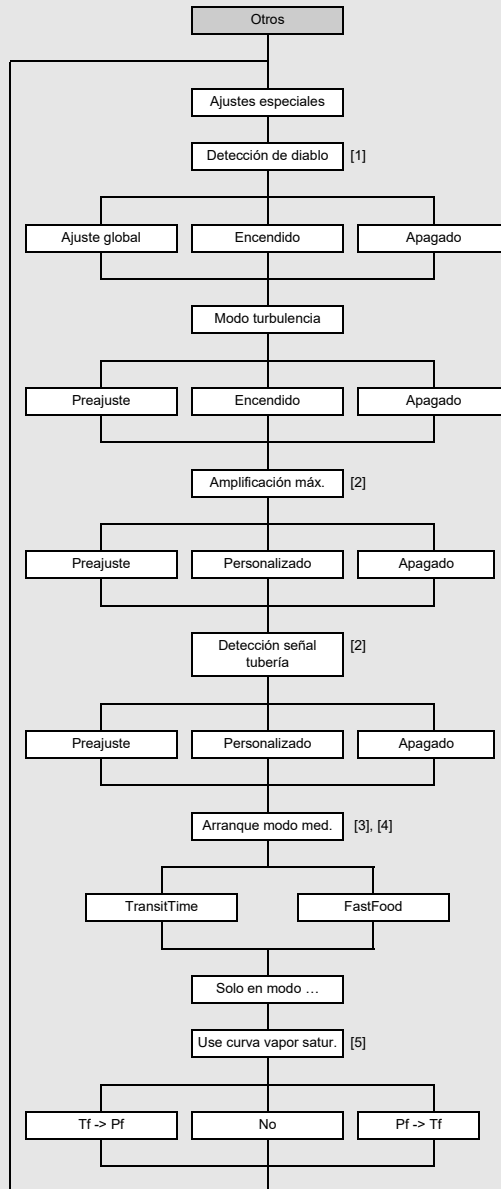 Otros
Ajustes especiales
Detección de diablo [1]
Ajuste global Encendido Apagado
Modo turbulencia
Preajuste Encendido Apagado
Amplificación máx. [2]
Preajuste Personalizado Apagado
Detección señal [2]
tubería
Preajuste Personalizado Apagado
Arranque modo med. [3], [4]
TransitTime FastFood
Solo en modo …
Use curva vapor satur. [5]
Tf -> Pf No Pf -> Tf